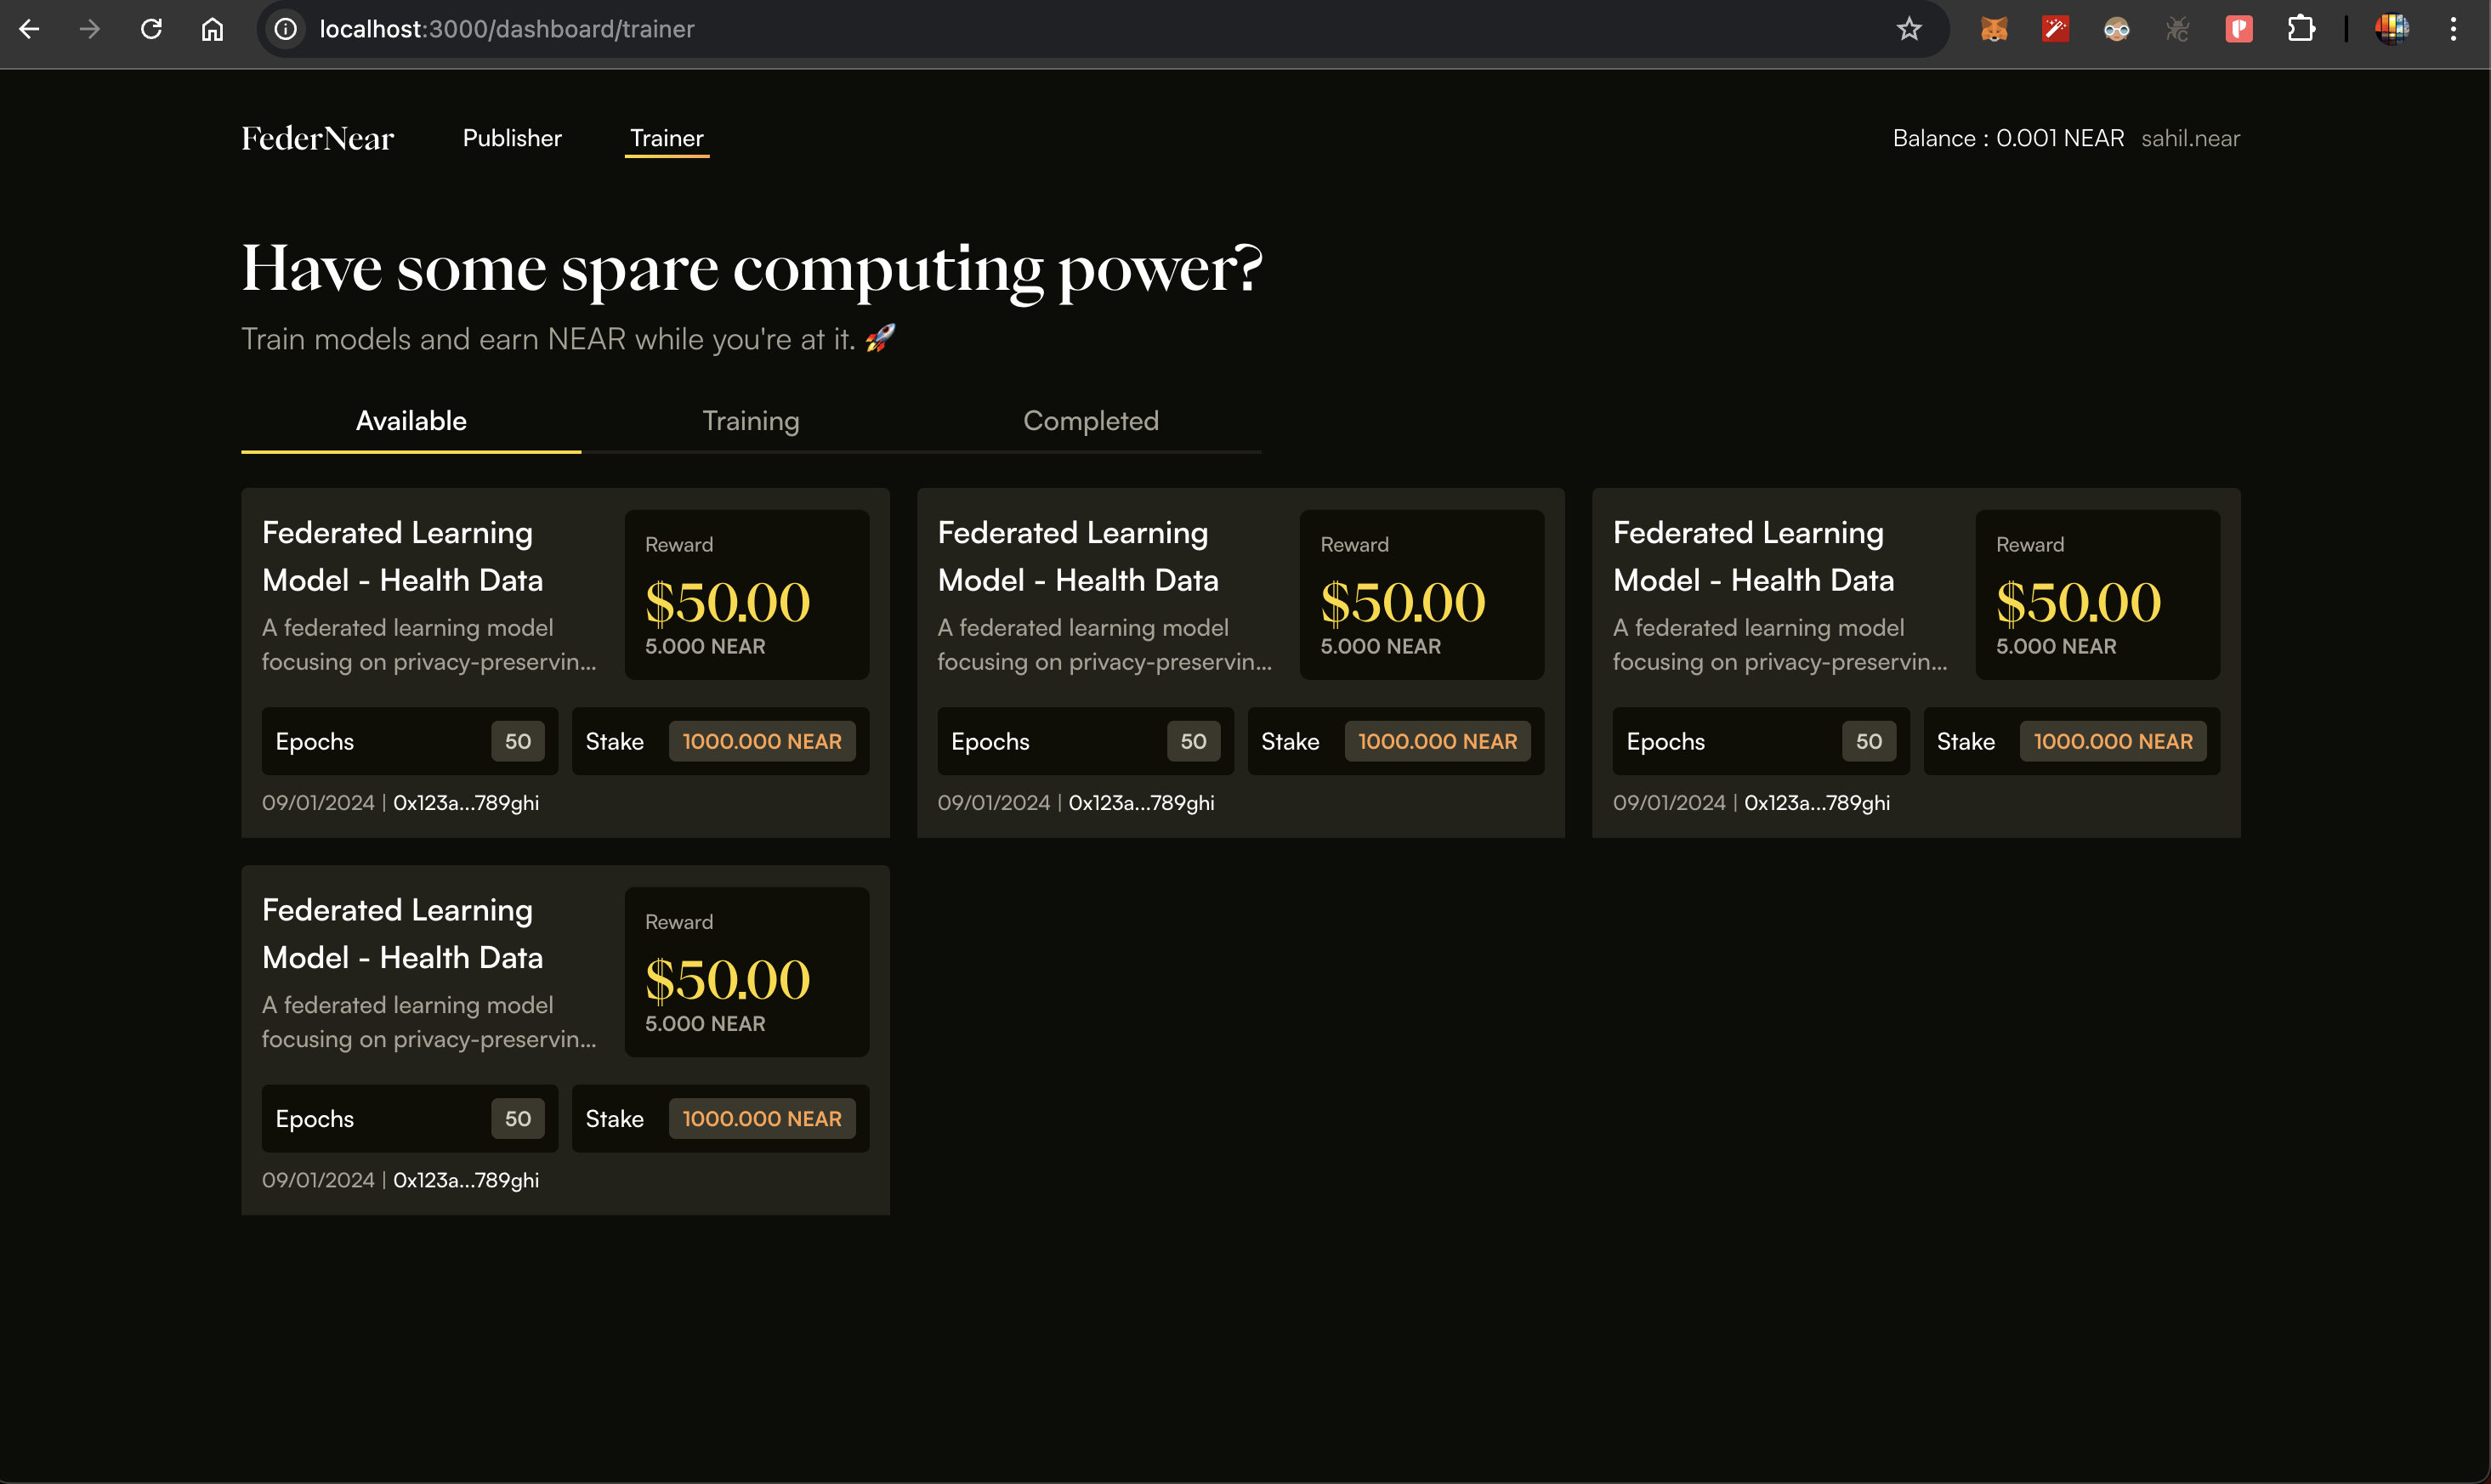 localhost:3000/dashboard/trainer
FederNear
Publisher
Trainer
Balance : 0.001 NEAR sahil.near
Have some spare computing power?
Train models and earn NEAR while you're at it. 🚀
Available
Training
Completed
Federated Learning
Model - Health Data
A federated learning model
focusing on privacy-preservin...
Reward
$50.00
5.000 NEAR
Epochs 50
Stake 1000.000 NEAR
09/01/2024 | 0x123a...789ghi
Federated Learning
Model - Health Data
A federated learning model
focusing on privacy-preservin...
Reward
$50.00
5.000 NEAR
Epochs 50
Stake 1000.000 NEAR
09/01/2024 | 0x123a...789ghi
Federated Learning
Model - Health Data
A federated learning model
focusing on privacy-preservin...
Reward
$50.00
5.000 NEAR
Epochs 50
Stake 1000.000 NEAR
09/01/2024 | 0x123a...789ghi
Federated Learning
Model - Health Data
A federated learning model
focusing on privacy-preservin...
Reward
$50.00
5.000 NEAR
Epochs 50
Stake 1000.000 NEAR
09/01/2024 | 0x123a...789ghi